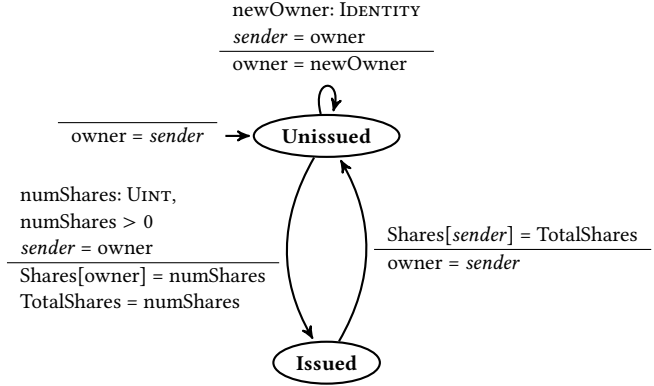 newOwner: IDENTITY
sender = owner
owner = newOwner
owner = sender
Unissued
numShares: UINT,
numShares > 0
sender = owner
Shares[owner] = numShares
TotalShares = numShares
Shares[sender] = TotalShares
owner = sender
Issued